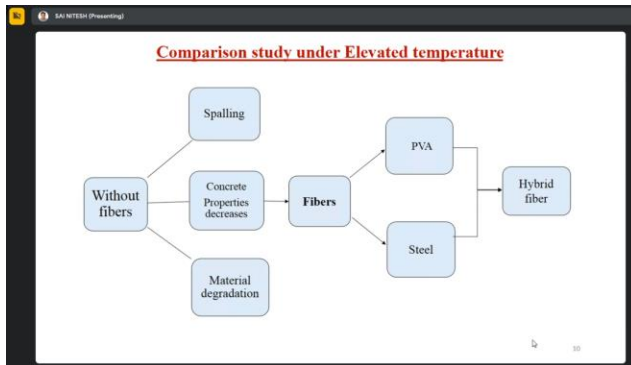 SAI NITESH (Presenting)
Comparison study under Elevated temperature
Spalling
Without
fibers
Concrete
Properties
decreases
Material
degradation
Fibers
PVA
Steel
Hybrid
fiber
10